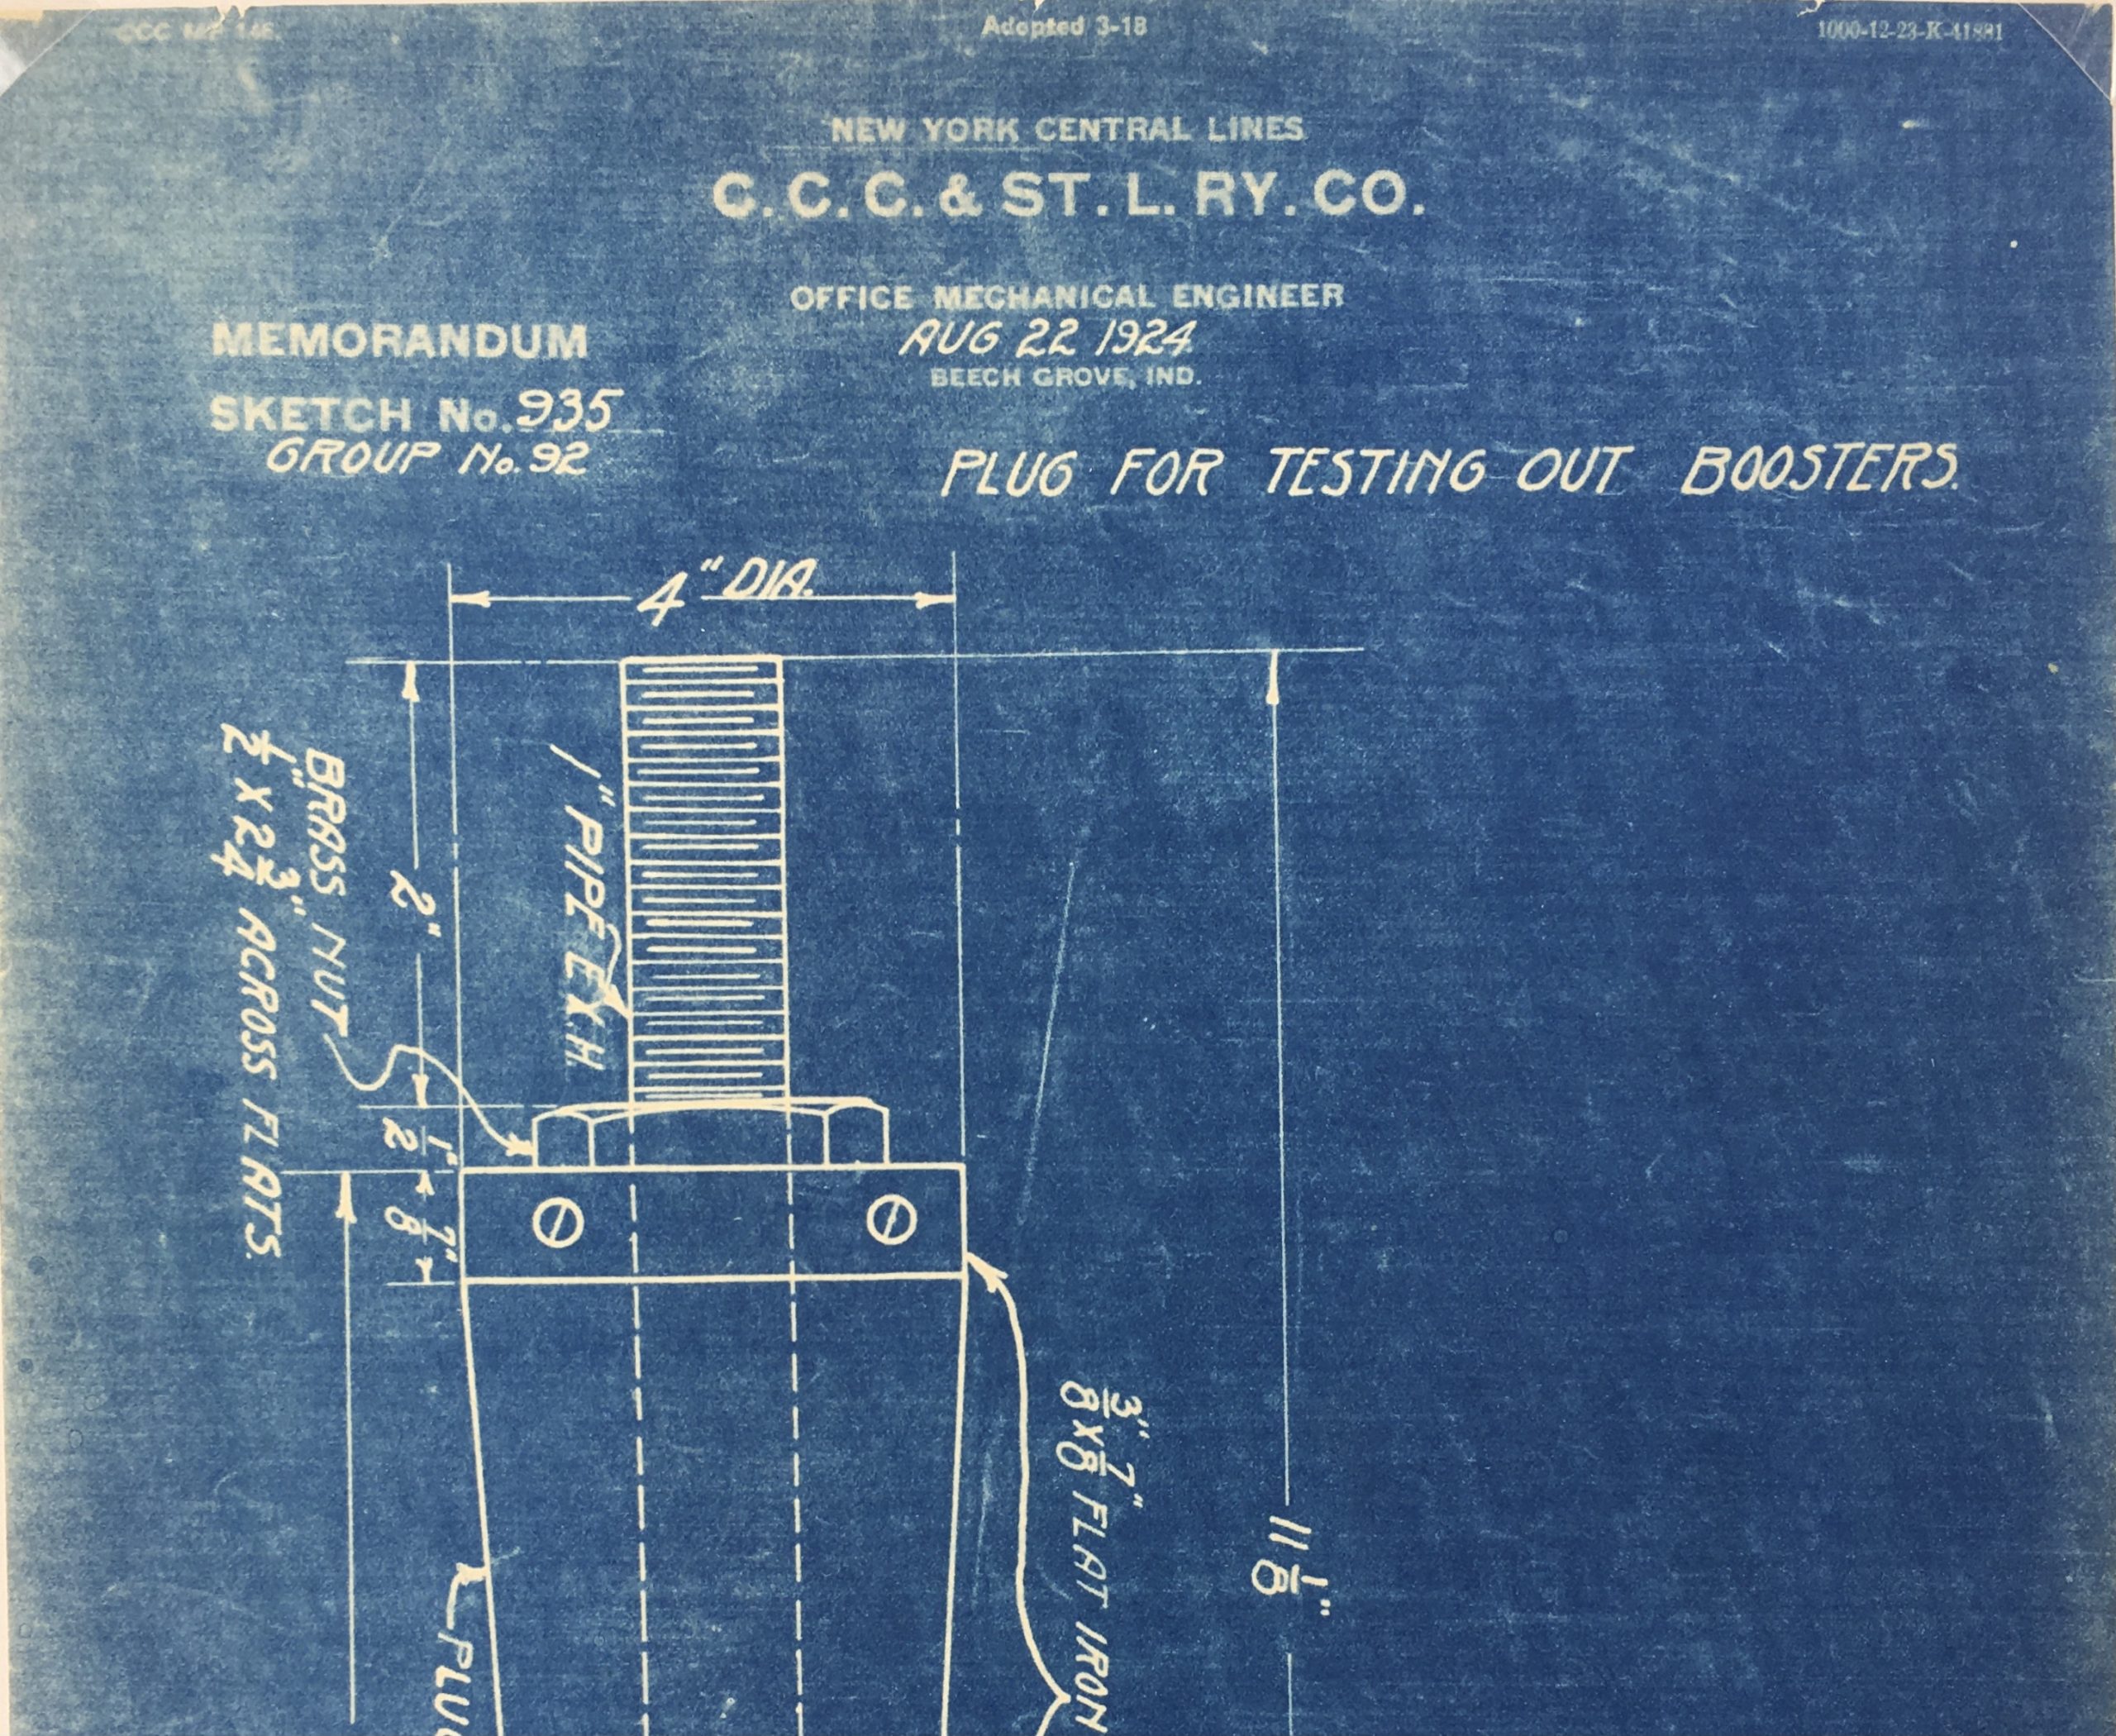 Adopted 3-18
1000-12-23-K-41881
NEW YORK CENTRAL LINES
C. C. C. & ST. L. RY. CO.
OFFICE MECHANICAL ENGINEER
AUG 22 1924.
BEECH GROVE, IND.
MEMORANDUM
SKETCH No. 935
GROUP No. 92
PLUG FOR TESTING OUT BOOSTERS.
4" DIA.
BRASS NUT
1/2" X 2 3/4" ACROSS FLATS.
2"
1" PIPE EX. H.
1/2"
7/8"
3/8" X 7/8" FLAT IRON
11 1/8"
PLUG